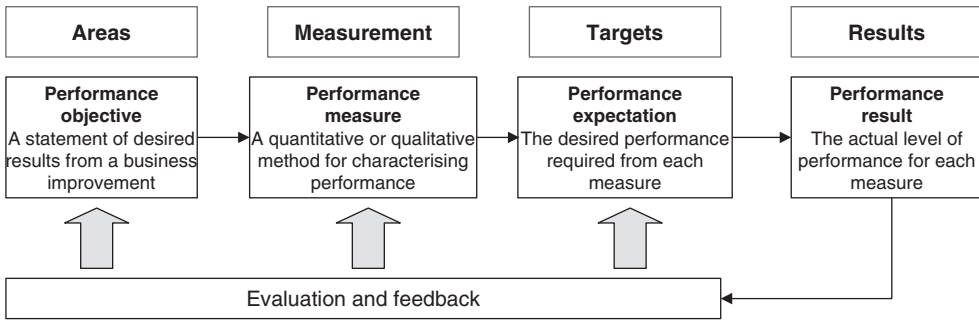 Areas
Measurement
Targets
Results
Performance
objective
A statement of desired
results from a business
improvement
Performance
measure
A quantitative or qualitative
method for characterising
performance
Performance
expectation
The desired performance
required from each
measure
Performance
result
The actual level of
performance for each
measure
Evaluation and feedback